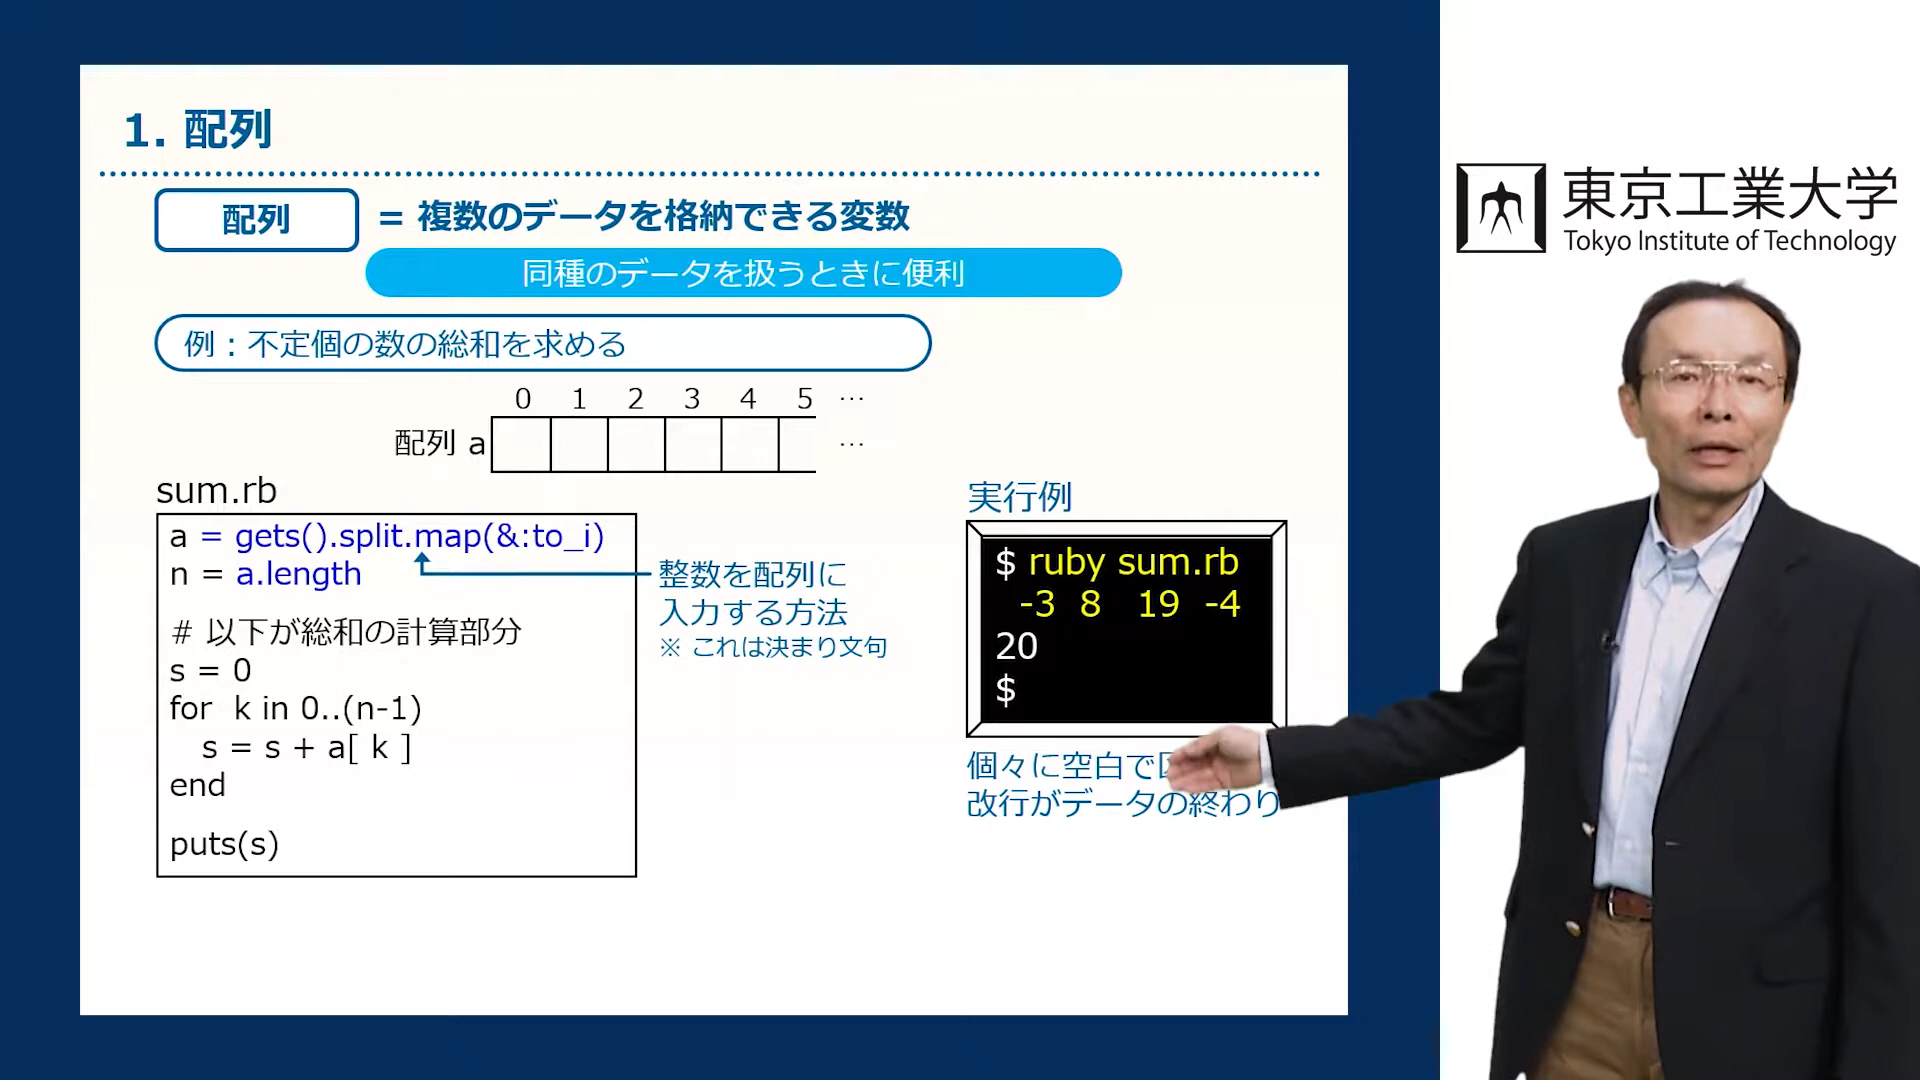 1. 配列
配列 = 複数のデータを格納できる変数
同種のデータを扱うときに便利
例：不定個の数の総和を求める
0 1 2 3 4 5 …
配列 a …
sum.rb
a = gets().split.map(&:to_i)
n = a.length
# 以下が総和の計算部分
s = 0
for k in 0..(n-1)
s = s + a[ k ]
end
puts(s)
整数を配列に
入力する方法
※ これは決まり文句
実行例
$ ruby sum.rb
-3 8 19 -4
20
$
個々に空白で
改行がデータの終わり
東京工業大学
Tokyo Institute of Technology